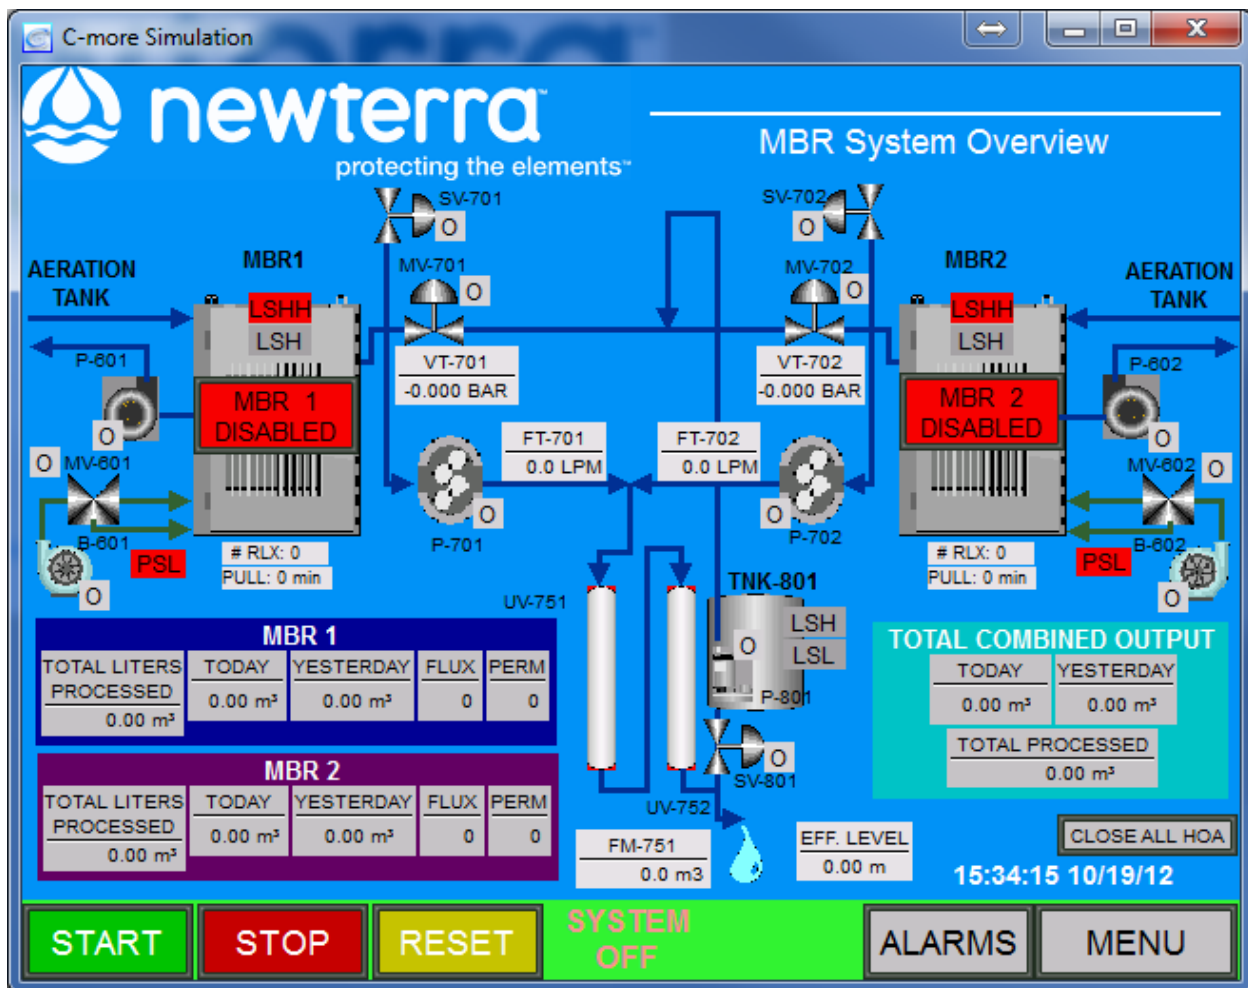 C-more Simulation
newterra™
protecting the elements™
MBR System Overview
SV-701
O
SV-702
O
AERATION
TANK
MBR1
MV-701
O
MV-702
O
MBR2
AERATION
TANK
LSHH
LSH
LSHH
LSH
P-601
O
VT-701
-0.000 BAR
VT-702
-0.000 BAR
P-602
O
MBR 1
DISABLED
MBR 2
DISABLED
FT-701
0.0 LPM
FT-702
0.0 LPM
O MV-601
MV-602 O
P-701
O
P-702
O
B-601
O
PSL
# RLX: 0
PULL: 0 min
# RLX: 0
PULL: 0 min
PSL
B-602
O
UV-751
TNK-801
LSH
LSL
O
P-801
O
SV-801
UV-752
MBR 1
TOTAL LITERS
PROCESSED
0.00 m³
TODAY
0.00 m³
YESTERDAY
0.00 m³
FLUX
0
PERM
0
MBR 2
TOTAL LITERS
PROCESSED
0.00 m³
TODAY
0.00 m³
YESTERDAY
0.00 m³
FLUX
0
PERM
0
TOTAL COMBINED OUTPUT
TODAY
0.00 m³
YESTERDAY
0.00 m³
TOTAL PROCESSED
0.00 m³
FM-751
0.0 m3
EFF. LEVEL
0.00 m
CLOSE ALL HOA
15:34:15 10/19/12
START
STOP
RESET
SYSTEM
OFF
ALARMS
MENU